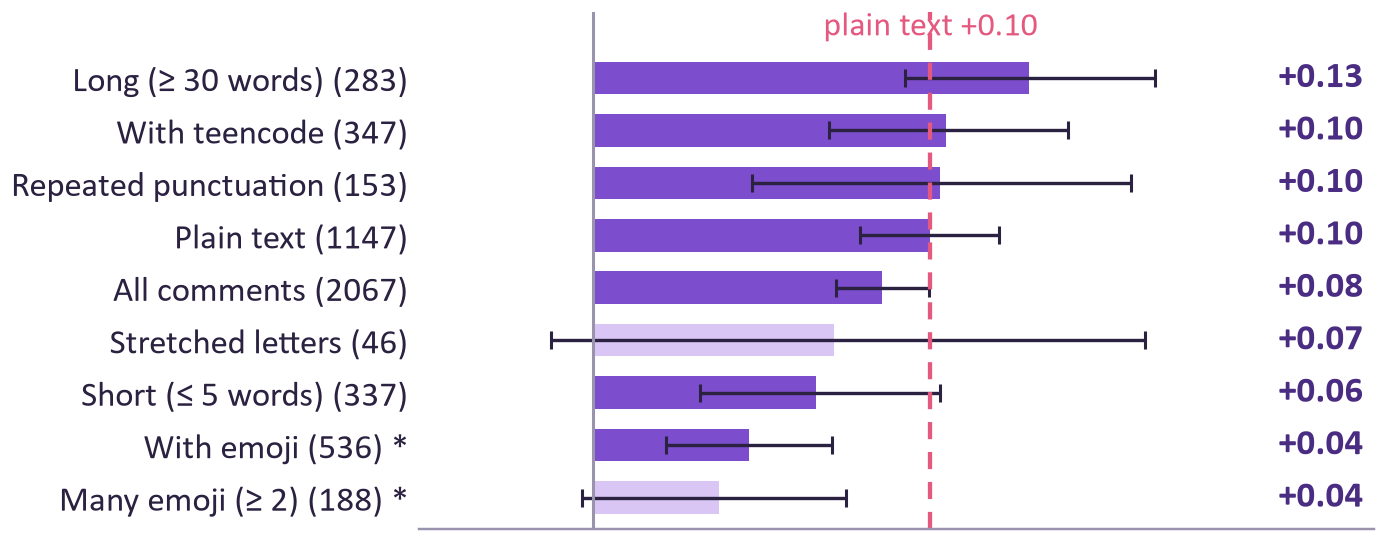 plain text +0.10
Long (≥ 30 words) (283) +0.13
With teencode (347) +0.10
Repeated punctuation (153) +0.10
Plain text (1147) +0.10
All comments (2067) +0.08
Stretched letters (46) +0.07
Short (≤ 5 words) (337) +0.06
With emoji (536) * +0.04
Many emoji (≥ 2) (188) * +0.04